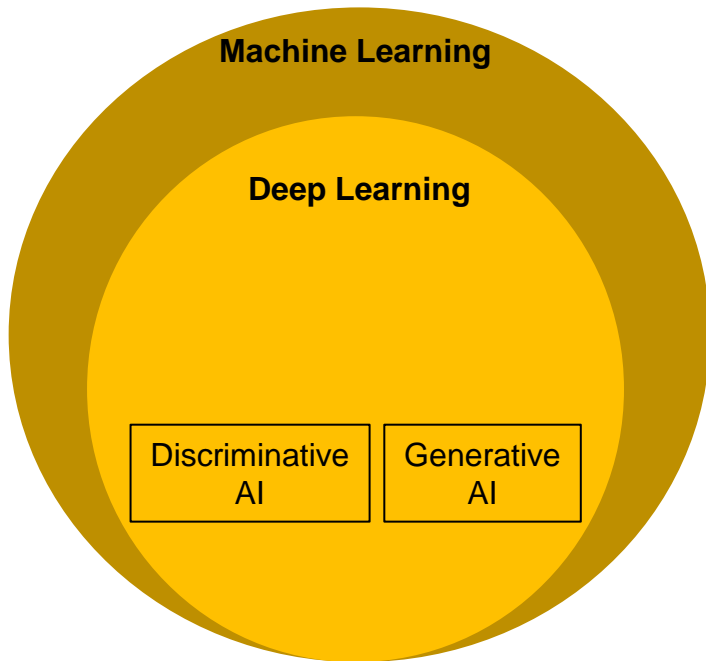 Machine Learning
Deep Learning
Discriminative
AI
Generative
AI